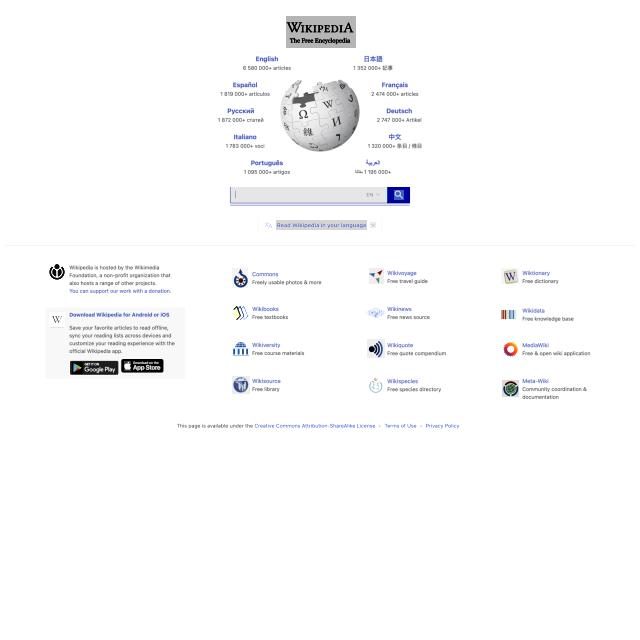 WIKIPEDIA
The Free Encyclopedia
English
6 580 000+ articles
日本語
1 352 000+ 記事
Español
1 819 000+ artículos
Français
2 474 000+ articles
Русский
1 872 000+ статей
Deutsch
2 747 000+ Artikel
Italiano
1 783 000+ voci
中文
1 320 000+ 条目 / 條目
Português
1 095 000+ artigos
العربية
1 195 000+ مقالة
EN
Read Wikipedia in your language
Wikipedia is hosted by the Wikimedia
Foundation, a non-profit organization that
also hosts a range of other projects.
You can support our work with a donation.
Download Wikipedia for Android or iOS
Save your favorite articles to read offline,
sync your reading lists across devices and
customize your reading experience with the
official Wikipedia app.
GET IT ON
Google Play
Download on the
App Store
Commons
Freely usable photos & more
Wikivoyage
Free travel guide
Wiktionary
Free dictionary
Wikibooks
Free textbooks
Wikinews
Free news source
Wikidata
Free knowledge base
Wikiversity
Free course materials
Wikiquote
Free quote compendium
MediaWiki
Free & open wiki application
Wikisource
Free library
Wikispecies
Free species directory
Meta-Wiki
Community coordination &
documentation
This page is available under the Creative Commons Attribution-ShareAlike License • Terms of Use • Privacy Policy